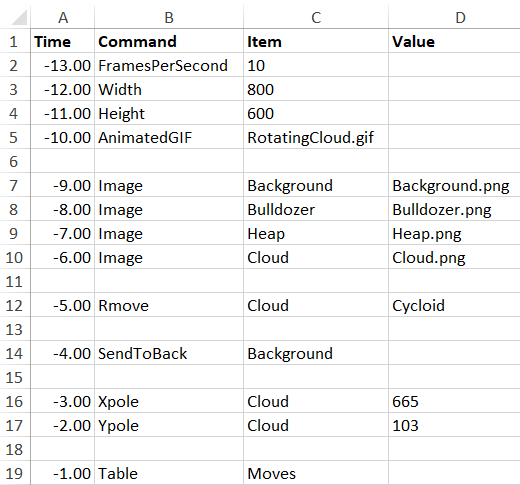 A B C D
1 Time Command Item Value
2 -13.00 FramesPerSecond 10
3 -12.00 Width 800
4 -11.00 Height 600
5 -10.00 AnimatedGIF RotatingCloud.gif
6
7 -9.00 Image Background Background.png
8 -8.00 Image Bulldozer Bulldozer.png
9 -7.00 Image Heap Heap.png
10 -6.00 Image Cloud Cloud.png
11
12 -5.00 Rmove Cloud Cycloid
13
14 -4.00 SendToBack Background
15
16 -3.00 Xpole Cloud 665
17 -2.00 Ypole Cloud 103
18
19 -1.00 Table Moves